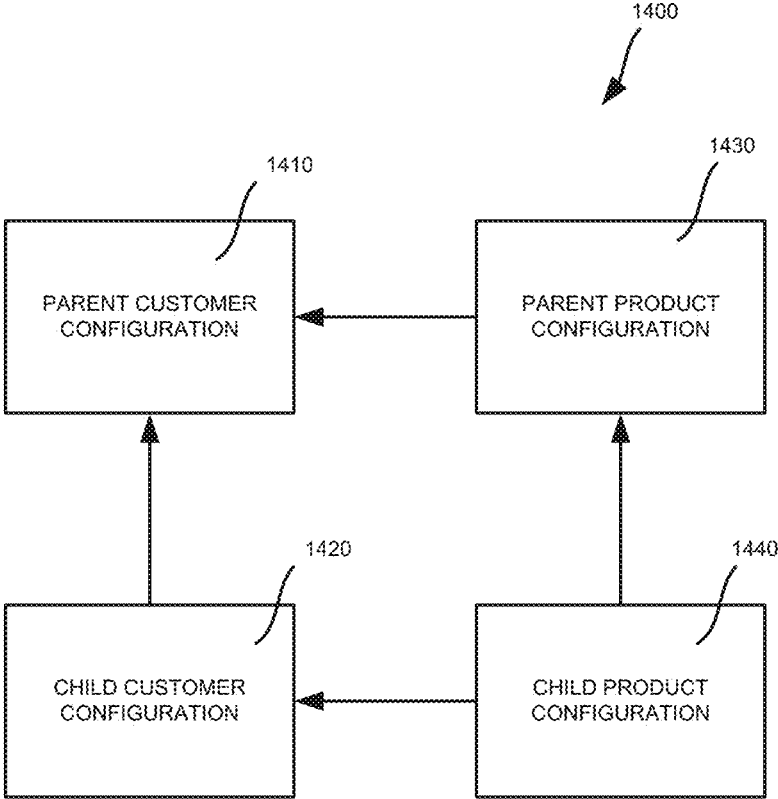 1400
1410
1430
PARENT CUSTOMER
CONFIGURATION
PARENT PRODUCT
CONFIGURATION
1420
1440
CHILD CUSTOMER
CONFIGURATION
CHILD PRODUCT
CONFIGURATION